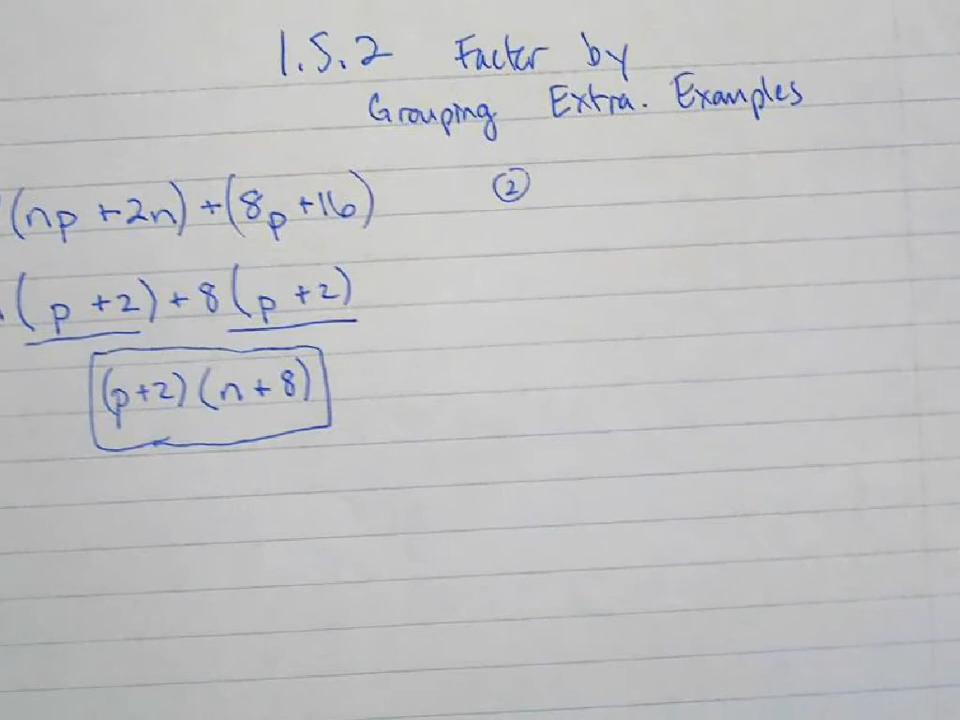 1.5.2 Factor by
Grouping Extra. Examples
(np + 2n) + (8p + 16)
②
(p + 2) + 8(p + 2)
(p + 2)(n + 8)